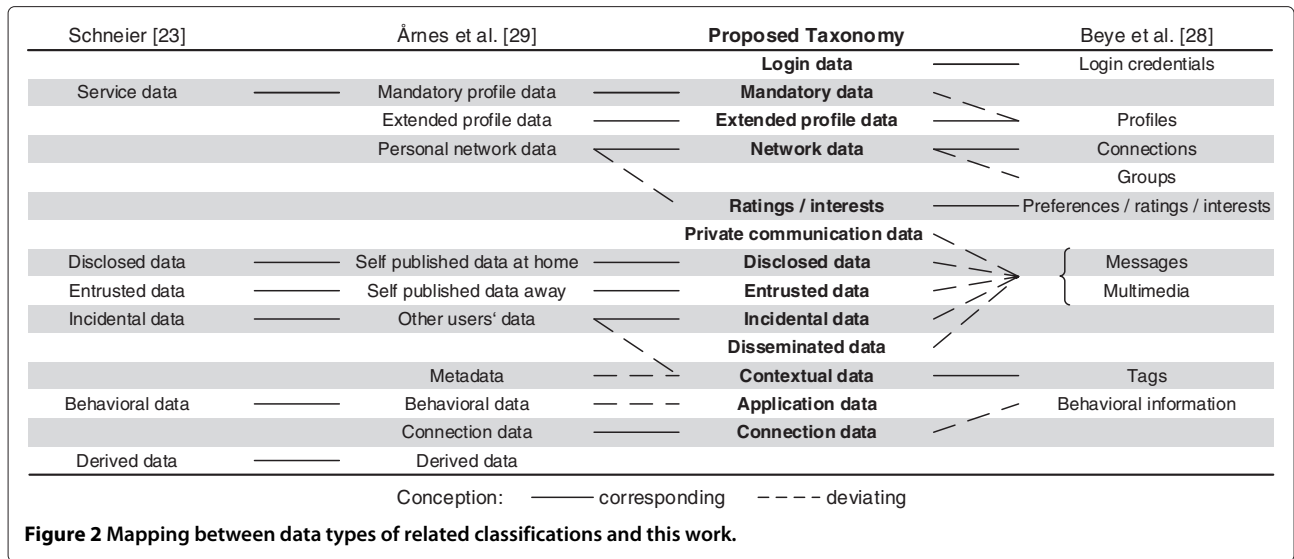 Schneier [23] Årnes et al. [29] Proposed Taxonomy Beye et al. [28]
Login data Login credentials
Service data Mandatory profile data Mandatory data
Extended profile data Extended profile data Profiles
Personal network data Network data Connections
Groups
Ratings / interests Preferences / ratings / interests
Private communication data
Disclosed data Self published data at home Disclosed data Messages
Entrusted data Self published data away Entrusted data Multimedia
Incidental data Other users‘ data Incidental data
Disseminated data
Metadata Contextual data Tags
Behavioral data Behavioral data Application data Behavioral information
Connection data Connection data
Derived data Derived data
Conception: corresponding deviating
Figure 2 Mapping between data types of related classifications and this work.